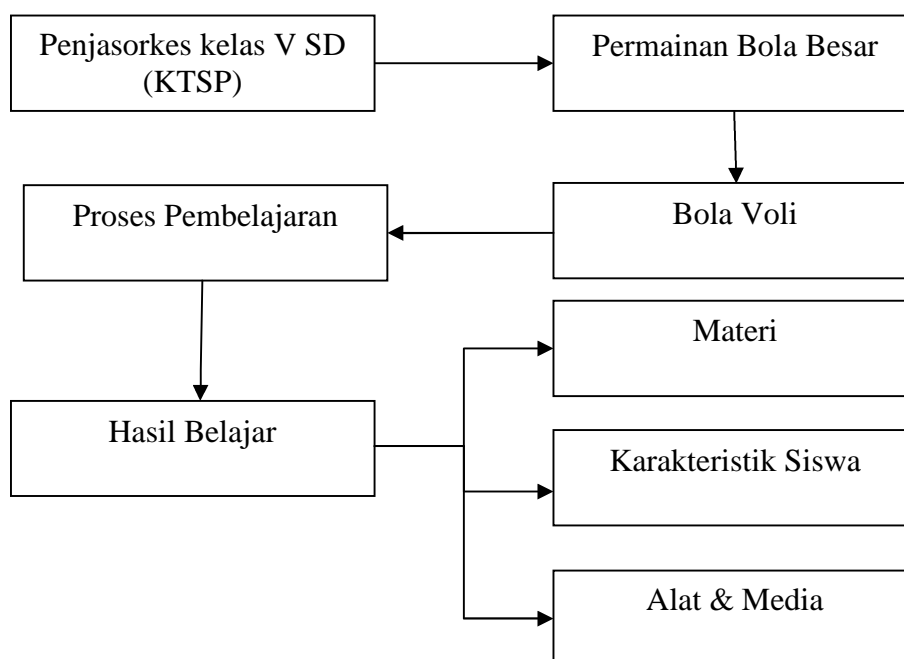 Penjasorkes kelas V SD
(KTSP)
Permainan Bola Besar
Bola Voli
Proses Pembelajaran
Materi
Hasil Belajar
Karakteristik Siswa
Alat & Media